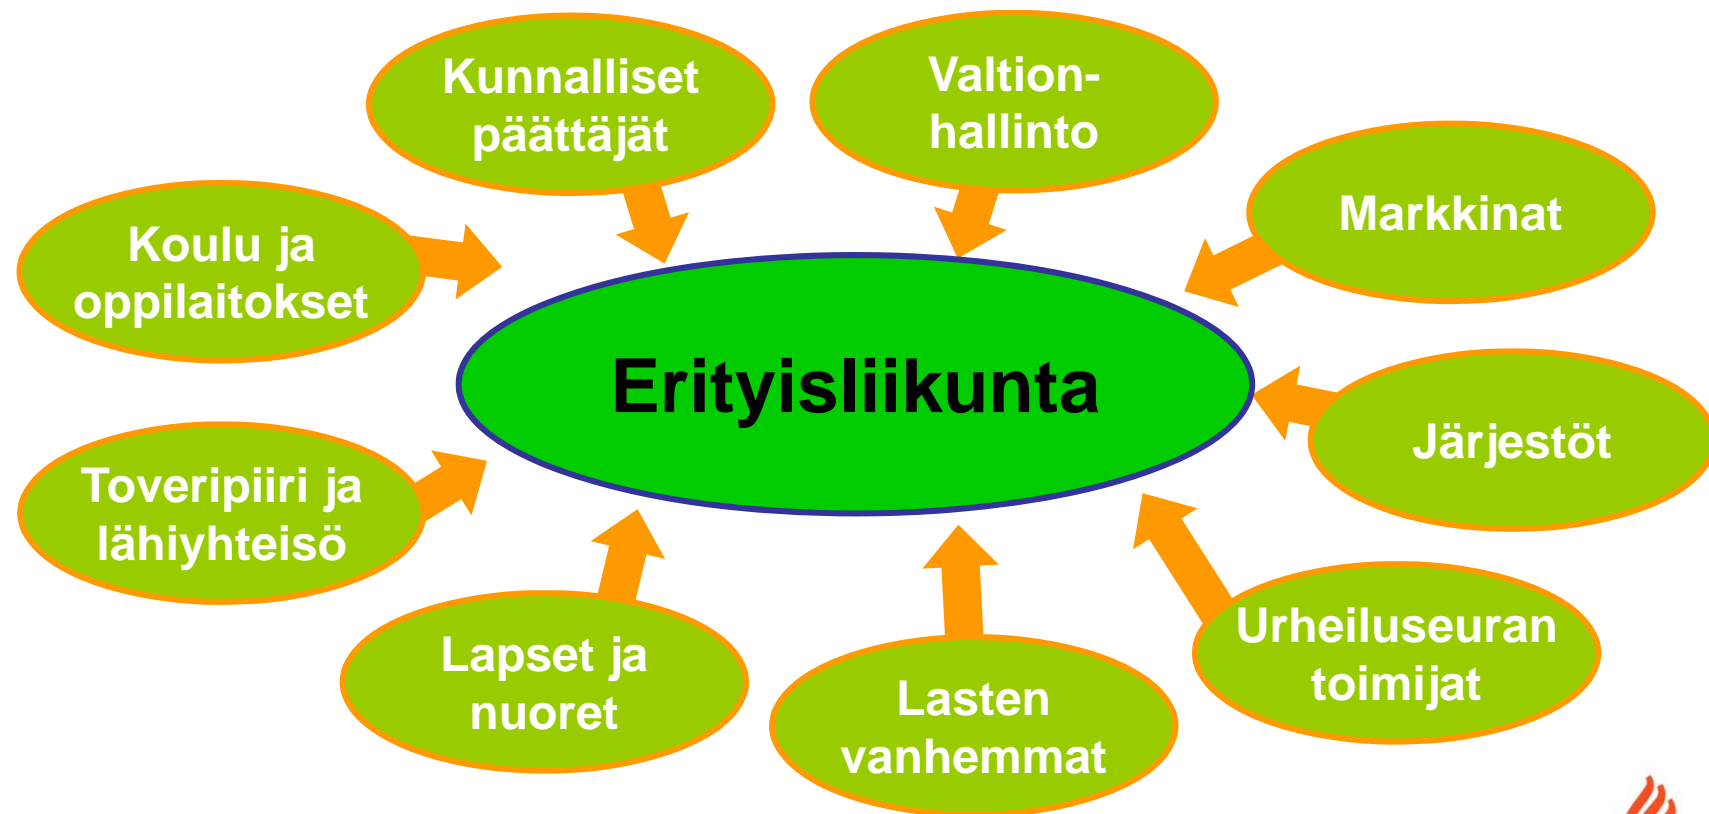 Kunnalliset
päättäjät
Valtion-
hallinto
Markkinat
Koulu ja
oppilaitokset
Erityisliikunta
Järjestöt
Toveripiiri ja
lähiyhteisö
Urheiluseuran
toimijat
Lapset ja
nuoret
Lasten
vanhemmat